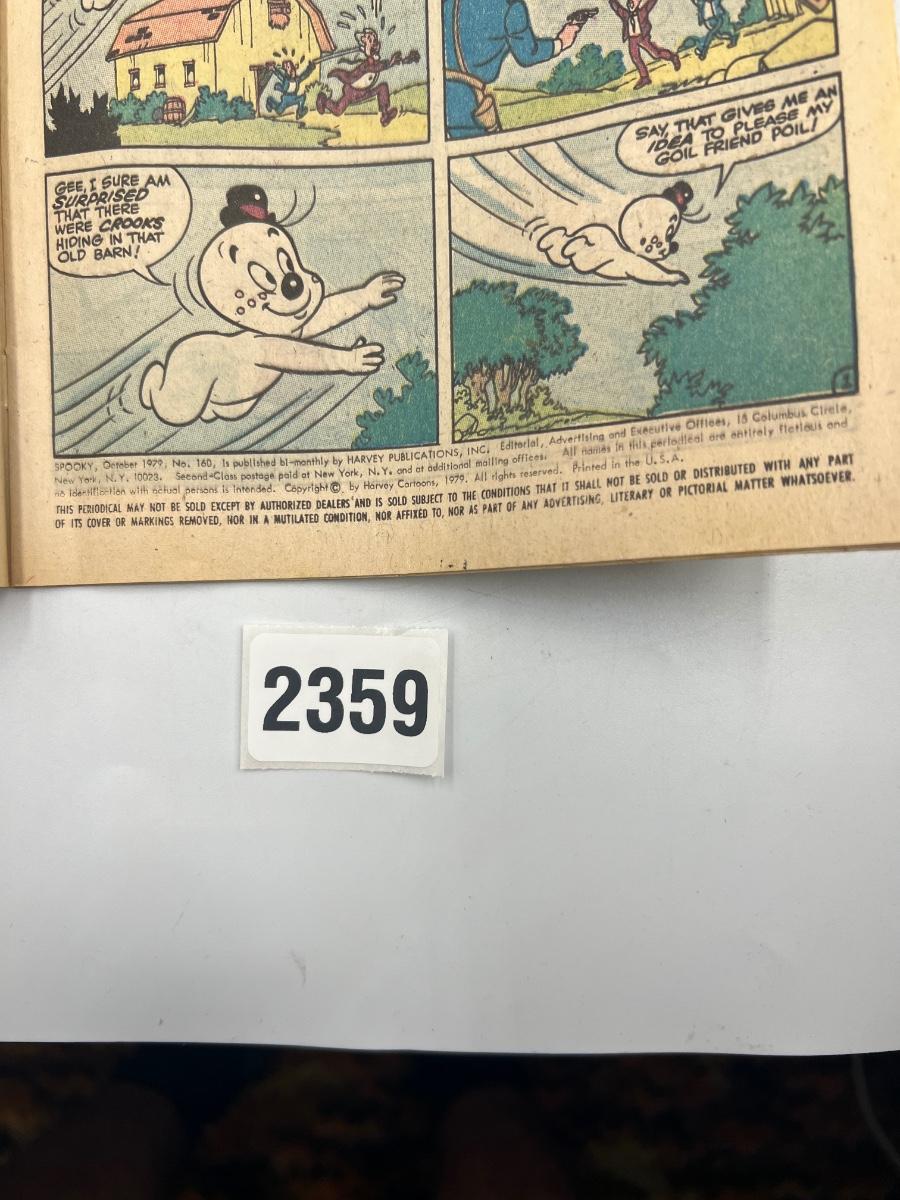 SAY, THAT GIVES ME AN
IDEA TO PLEASE MY
GOIL FRIEND POIL!
GEE, I SURE AM
SURPRISED
THAT THERE
WERE CROOKS
HIDING IN THAT
OLD BARN!
1
SPOOKY, October 1979, No. 160, is published bi-monthly by HARVEY PUBLICATIONS, INC. Editorial, Advertising and Executive Offices, 15 Columbus Circle,
New York, N.Y. 10023. Second-Class postage paid at New York, N.Y. and at additional mailing offices. All names in this periodical are entirely fictious and
no identification with actual persons is intended. Copyright ©, by Harvey Cartoons, 1979. All rights reserved. Printed in the U.S.A.
THIS PERIODICAL MAY NOT BE SOLD EXCEPT BY AUTHORIZED DEALERS AND IS SOLD SUBJECT TO THE CONDITIONS THAT IT SHALL NOT BE SOLD OR DISTRIBUTED WITH ANY PART
OF ITS COVER OR MARKINGS REMOVED, NOR IN A MUTILATED CONDITION, NOR AFFIXED TO, NOR AS PART OF ANY ADVERTISING, LITERARY OR PICTORIAL MATTER WHATSOEVER.
2359